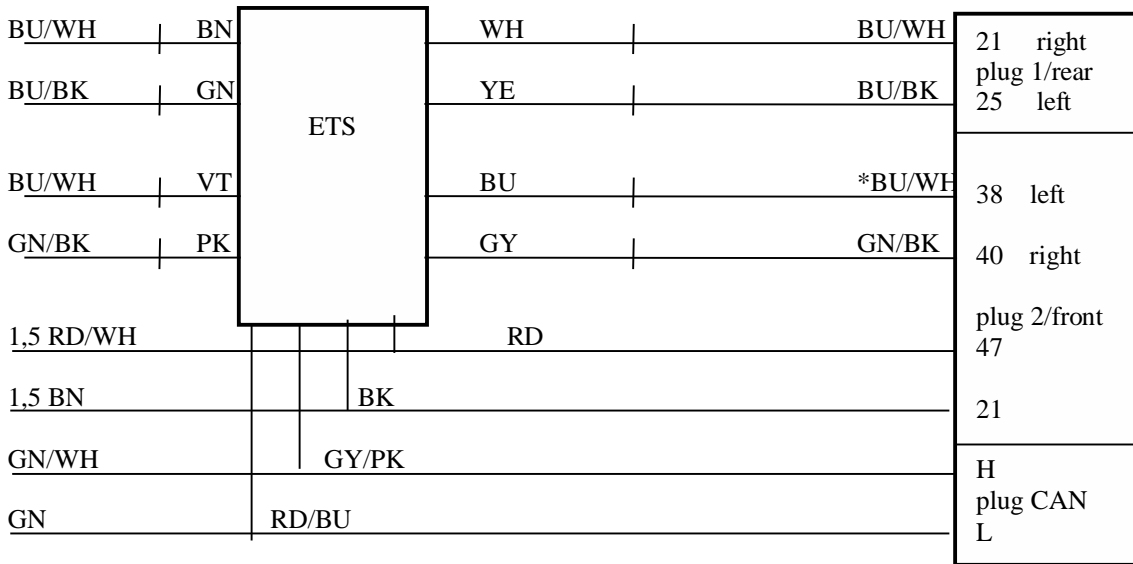 BU/WH BN WH BU/WH 21 right
plug 1/rear
BU/BK GN YE BU/BK 25 left
ETS
BU/WH VT BU *BU/WH 38 left
GN/BK PK GY GN/BK 40 right
plug 2/front
1,5 RD/WH RD 47
1,5 BN BK 21
GN/WH GY/PK H
plug CAN
GN RD/BU L